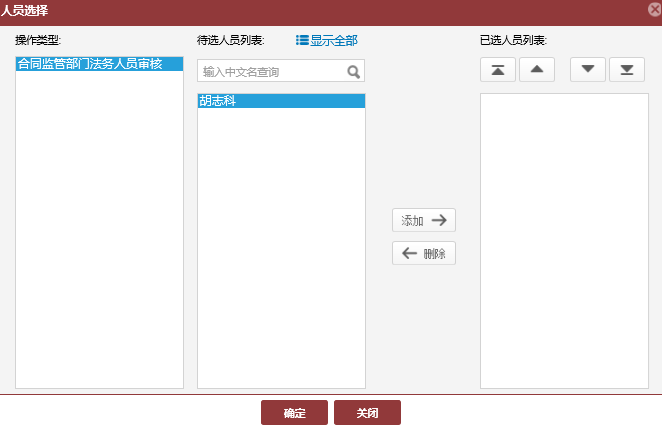 人员选择
操作类型:
待选人员列表:
显示全部
已选人员列表:
合同监管部门法务人员审核
输入中文名查询
胡志科
添加
删除
确定
关闭